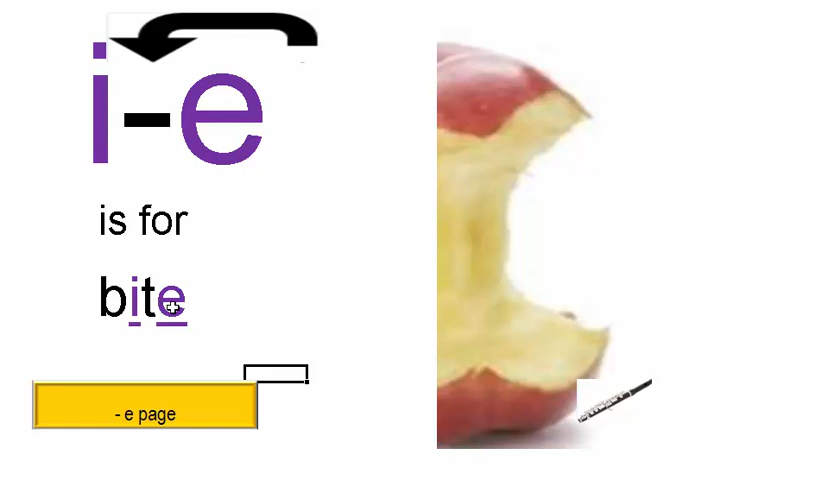 i-e
is for
bite
- e page